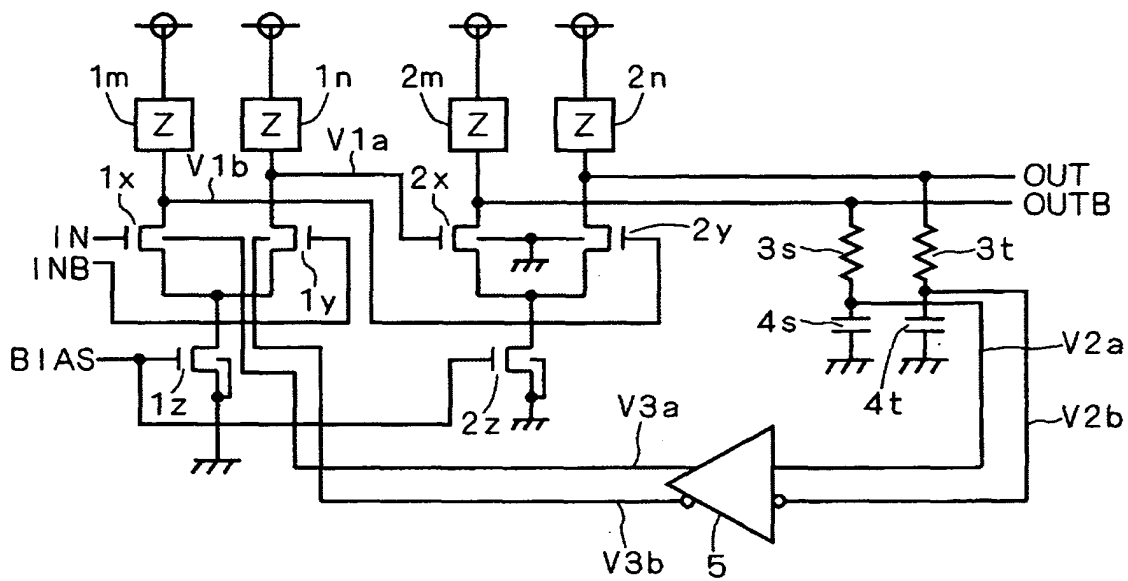 1m
1n
2m
2n
Z
Z
Z
Z
V1a
V1b
1x
2x
OUT
OUTB
IN
INB
2y
3s
3t
1y
4s
BIAS
V2a
1z
2z
4t
V3a
V2b
V3b
5